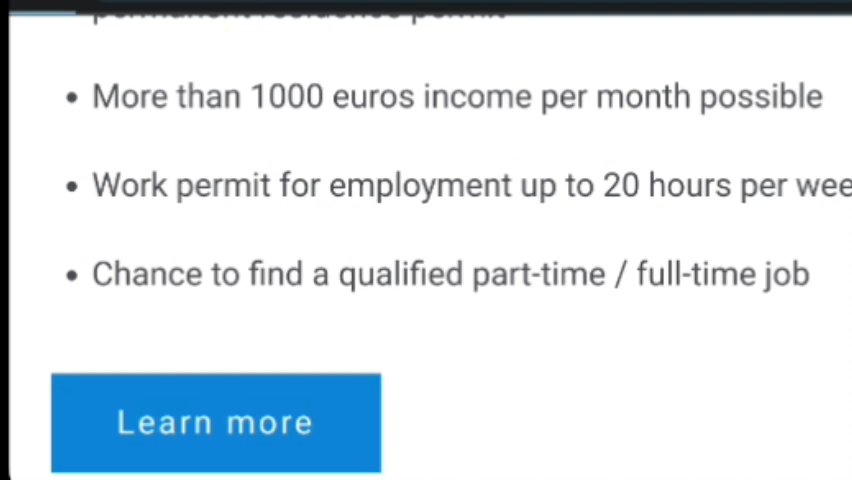 More than 1000 euros income per month possible
Work permit for employment up to 20 hours per wee
Chance to find a qualified part-time / full-time job
Learn more